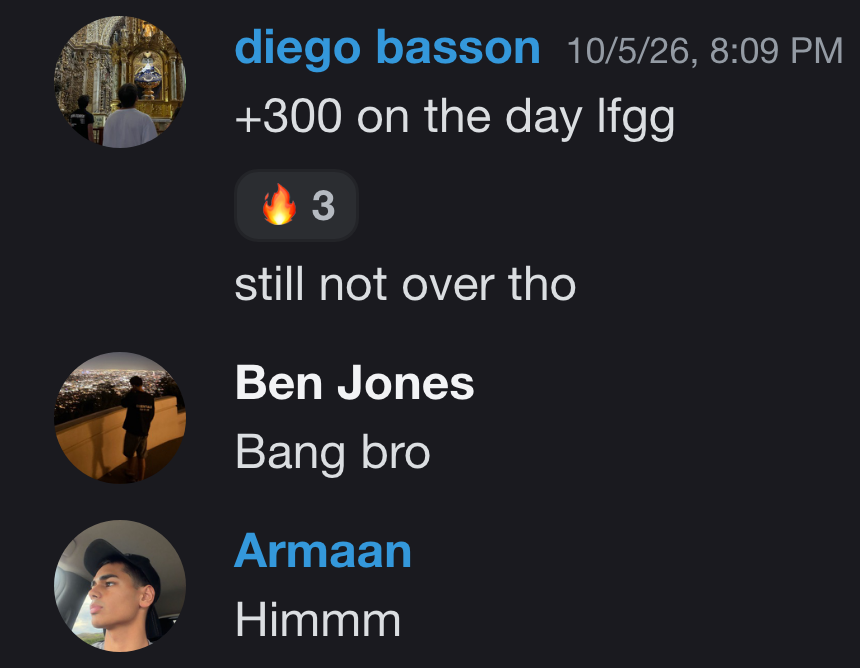 diego basson 10/5/26, 8:09 PM
+300 on the day lfgg
🔥 3
still not over tho
Ben Jones
Bang bro
Armaan
Himmm